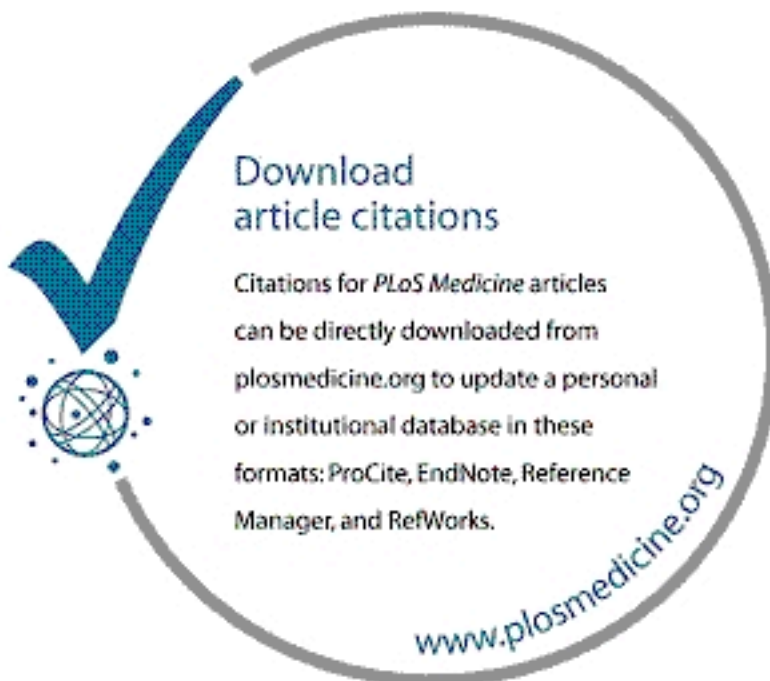 Download
article citations
Citations for PLoS Medicine articles
can be directly downloaded from
plosmedicine.org to update a personal
or institutional database in these
formats: ProCite, EndNote, Reference
Manager, and RefWorks.
www.plosmedicine.org